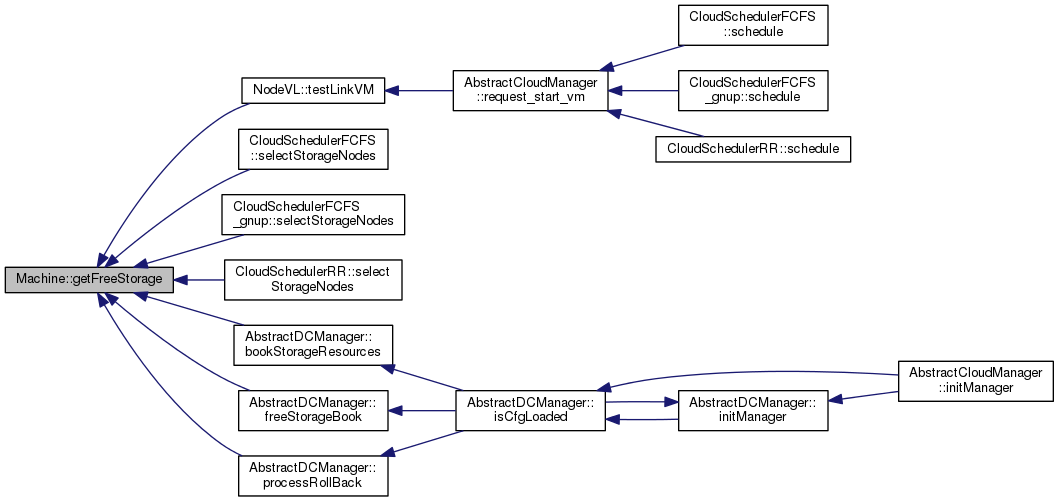 CloudSchedulerFCFS
::schedule
NodeVL::testLinkVM
AbstractCloudManager
::request_start_vm
CloudSchedulerFCFS
_gnup::schedule
CloudSchedulerFCFS
::selectStorageNodes
CloudSchedulerRR::schedule
CloudSchedulerFCFS
_gnup::selectStorageNodes
Machine::getFreeStorage
CloudSchedulerRR::select
StorageNodes
AbstractDCManager::
bookStorageResources
AbstractDCManager::
freeStorageBook
AbstractDCManager::
isCfgLoaded
AbstractDCManager::
initManager
AbstractCloudManager
::initManager
AbstractDCManager::
processRollBack